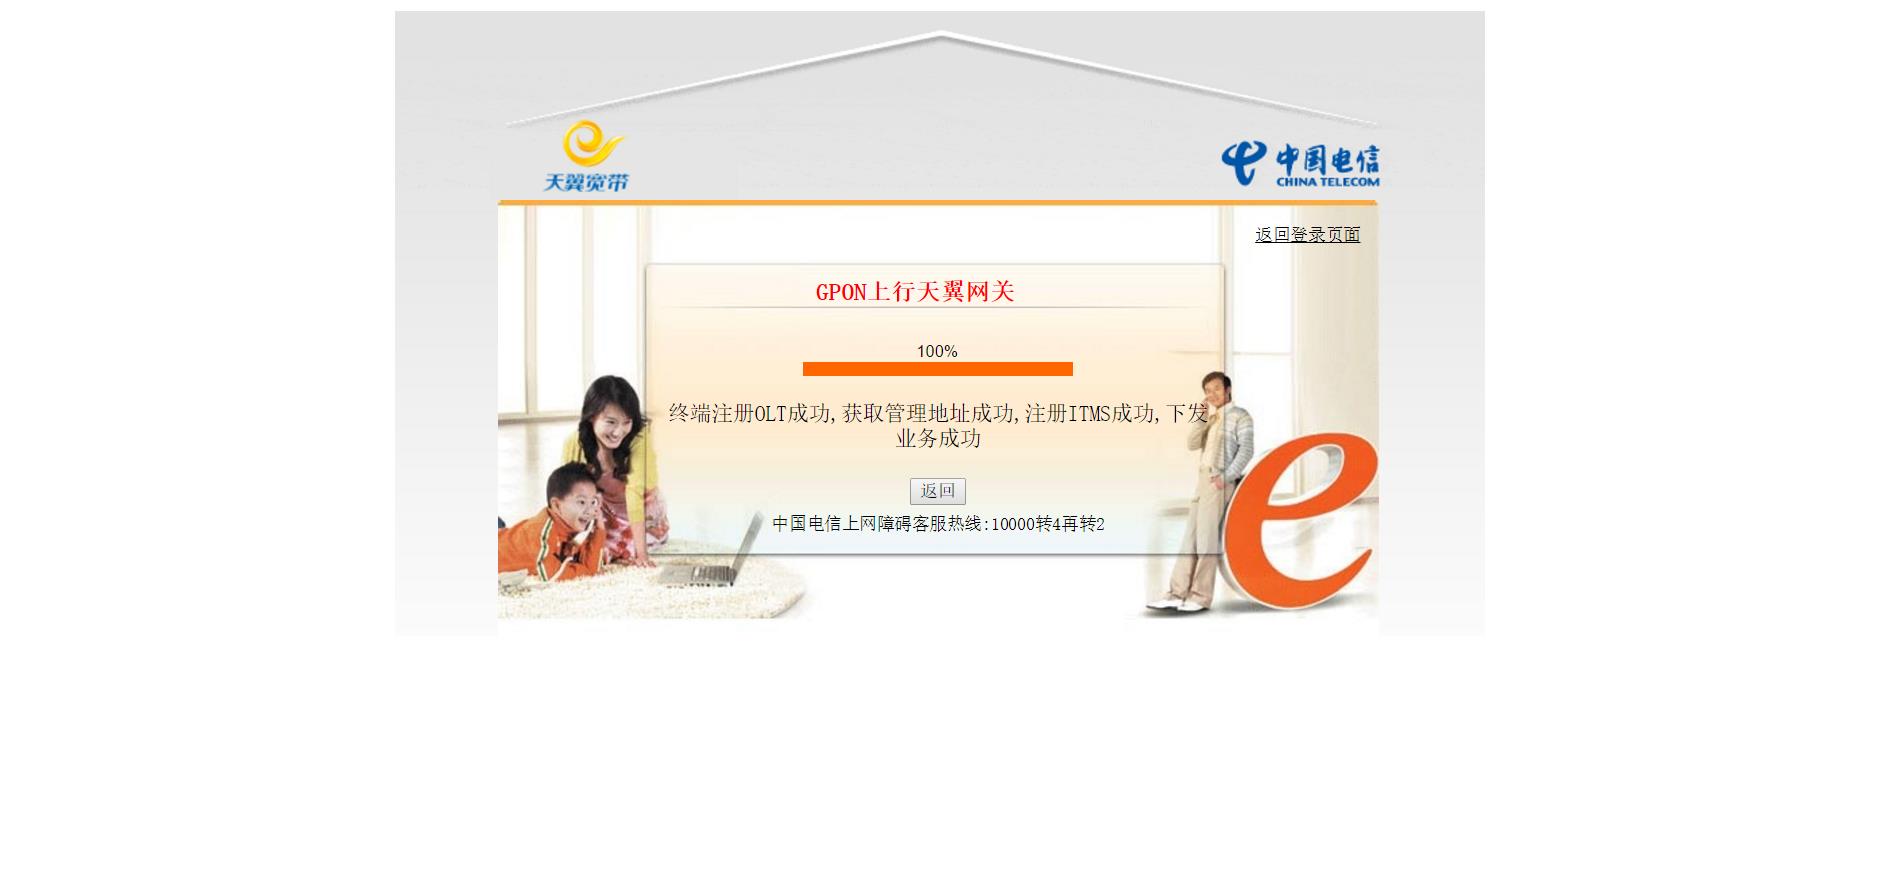 天翼宽带
中国电信
CHINA TELECOM
返回登录页面
GPON上行天翼网关
100%
终端注册OLT成功,获取管理地址成功,注册ITMS成功,下发
业务成功
返回
中国电信上网障碍客服热线:10000转4再转2